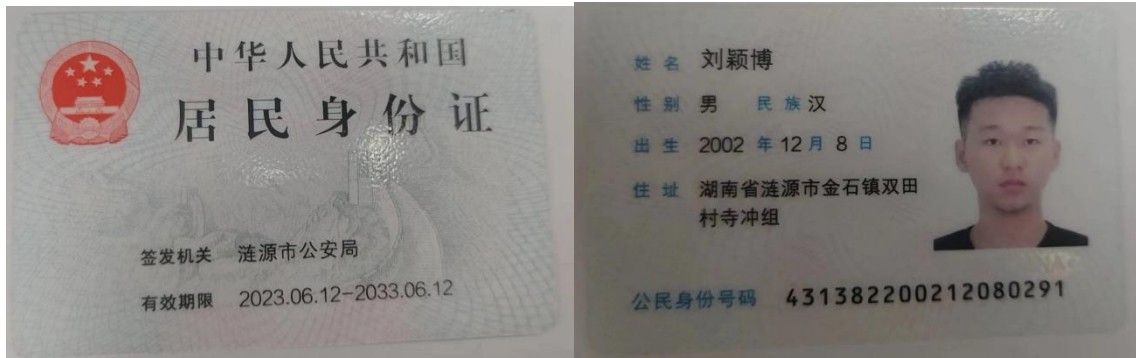 中华人民共和国
居民身份证
签发机关 涟源市公安局
有效期限 2023.06.12-2033.06.12
姓名 刘颖博
性别 男 民族 汉
出生 2002 年 12 月 8 日
住址 湖南省涟源市金石镇双田
村寺冲组
公民身份号码 431382200212080291